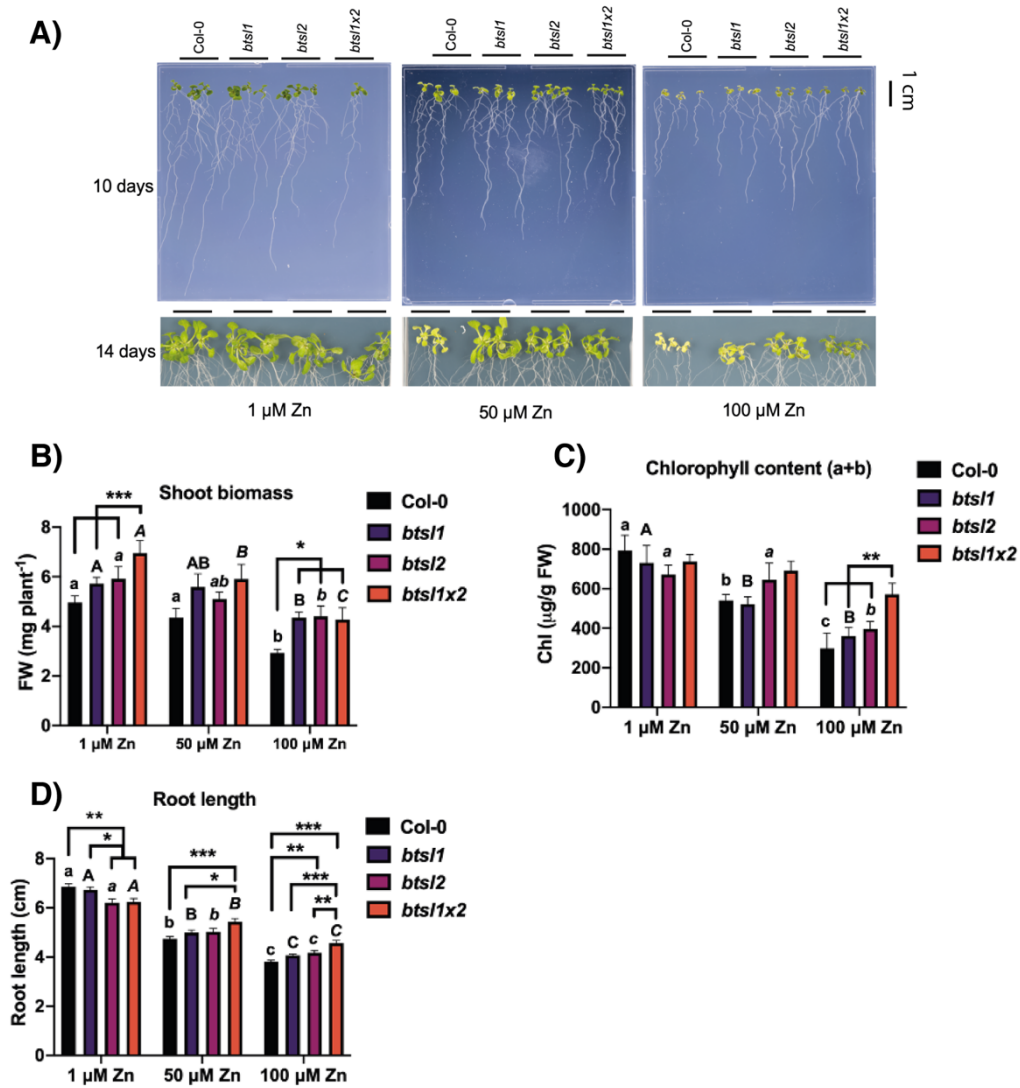 A)
Col-0
btsl1
btsl2
btsl1x2
Col-0
btsl1
btsl2
btsl1x2
Col-0
btsl1
btsl2
btsl1x2
1 cm
10 days
14 days
1 µM Zn
50 µM Zn
100 µM Zn
B)
Shoot biomass
FW (mg plant⁻¹)
8
6
4
2
0
a A a A
***
a AB ab B
b B b C
*
1 µM Zn
50 µM Zn
100 µM Zn
Col-0
btsl1
btsl2
btsl1x2
C)
Chlorophyll content (a+b)
Chl (µg/g FW)
1000
800
600
400
200
0
a A a
b B a
c B b
**
1 µM Zn
50 µM Zn
100 µM Zn
Col-0
btsl1
btsl2
btsl1x2
D)
Root length
Root length (cm)
8
6
4
2
0
**
*
a A a A
***
*
b B b B
***
**
***
**
c C c C
1 µM Zn
50 µM Zn
100 µM Zn
Col-0
btsl1
btsl2
btsl1x2